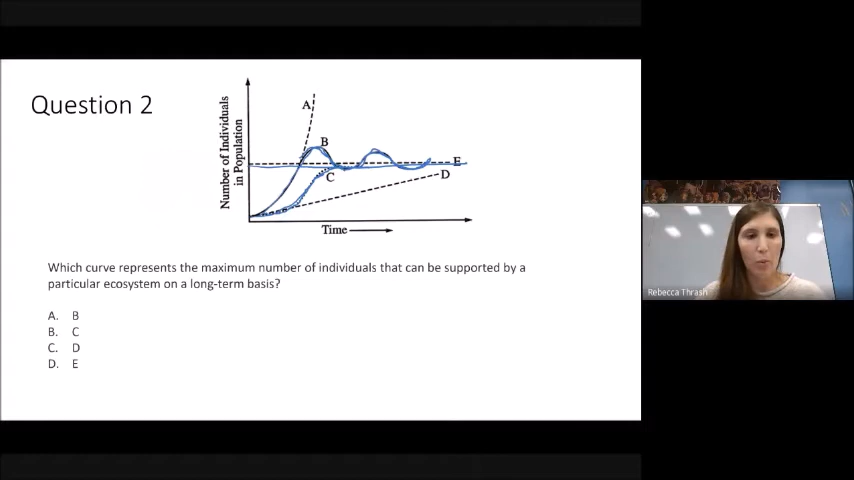 Question 2
Number of Individuals
in Population
A
B
C
E
D
Time
Which curve represents the maximum number of individuals that can be supported by a
particular ecosystem on a long-term basis?
A. B
B. C
C. D
D. E
Rebecca Thrash